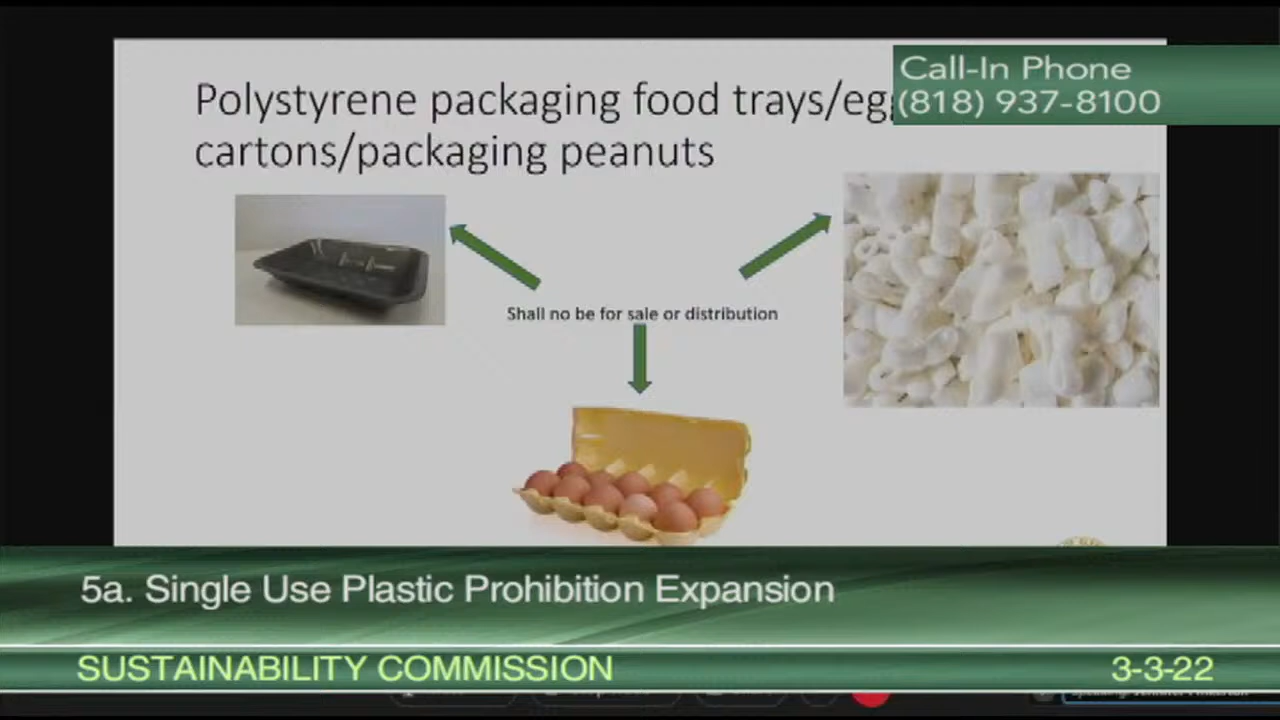 Polystyrene packaging food trays/egg
cartons/packaging peanuts
Call-In Phone
(818) 937-8100
Shall no be for sale or distribution
5a. Single Use Plastic Prohibition Expansion
SUSTAINABILITY COMMISSION
3-3-22